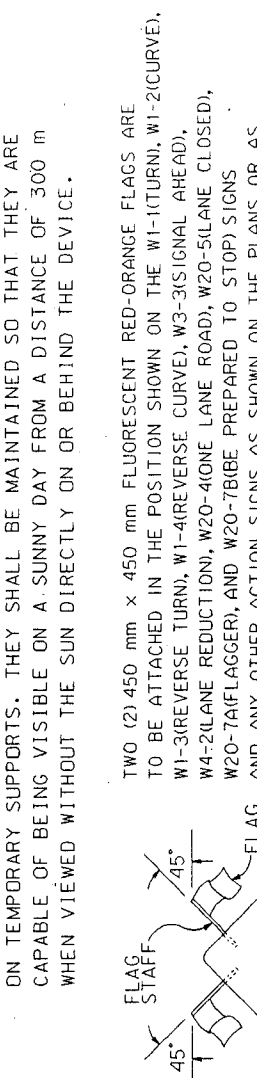 ON TEMPORARY SUPPORTS. THEY SHALL BE MAINTAINED SO THAT THEY ARE
CAPABLE OF BEING VISIBLE ON A SUNNY DAY FROM A DISTANCE OF 300 m
WHEN VIEWED WITHOUT THE SUN DIRECTLY ON OR BEHIND THE DEVICE.
TWO (2) 450 mm × 450 mm FLUORESCENT RED-ORANGE FLAGS ARE
TO BE ATTACHED IN THE POSITION SHOWN ON THE W1-1(TURN), W1-2(CURVE),
W1-3(REVERSE TURN), W1-4(REVERSE CURVE), W3-3(SIGNAL AHEAD),
W4-2(LANE REDUCTION), W20-4(ONE LANE ROAD), W20-5(LANE CLOSED),
W20-7A(FLAGGER), AND W20-7B(BE PREPARED TO STOP) SIGNS
AND ANY OTHER ACTION SIGNS AS SHOWN ON THE PLANS OR AS
FLAG
STAFF
45°
45°
FLAG